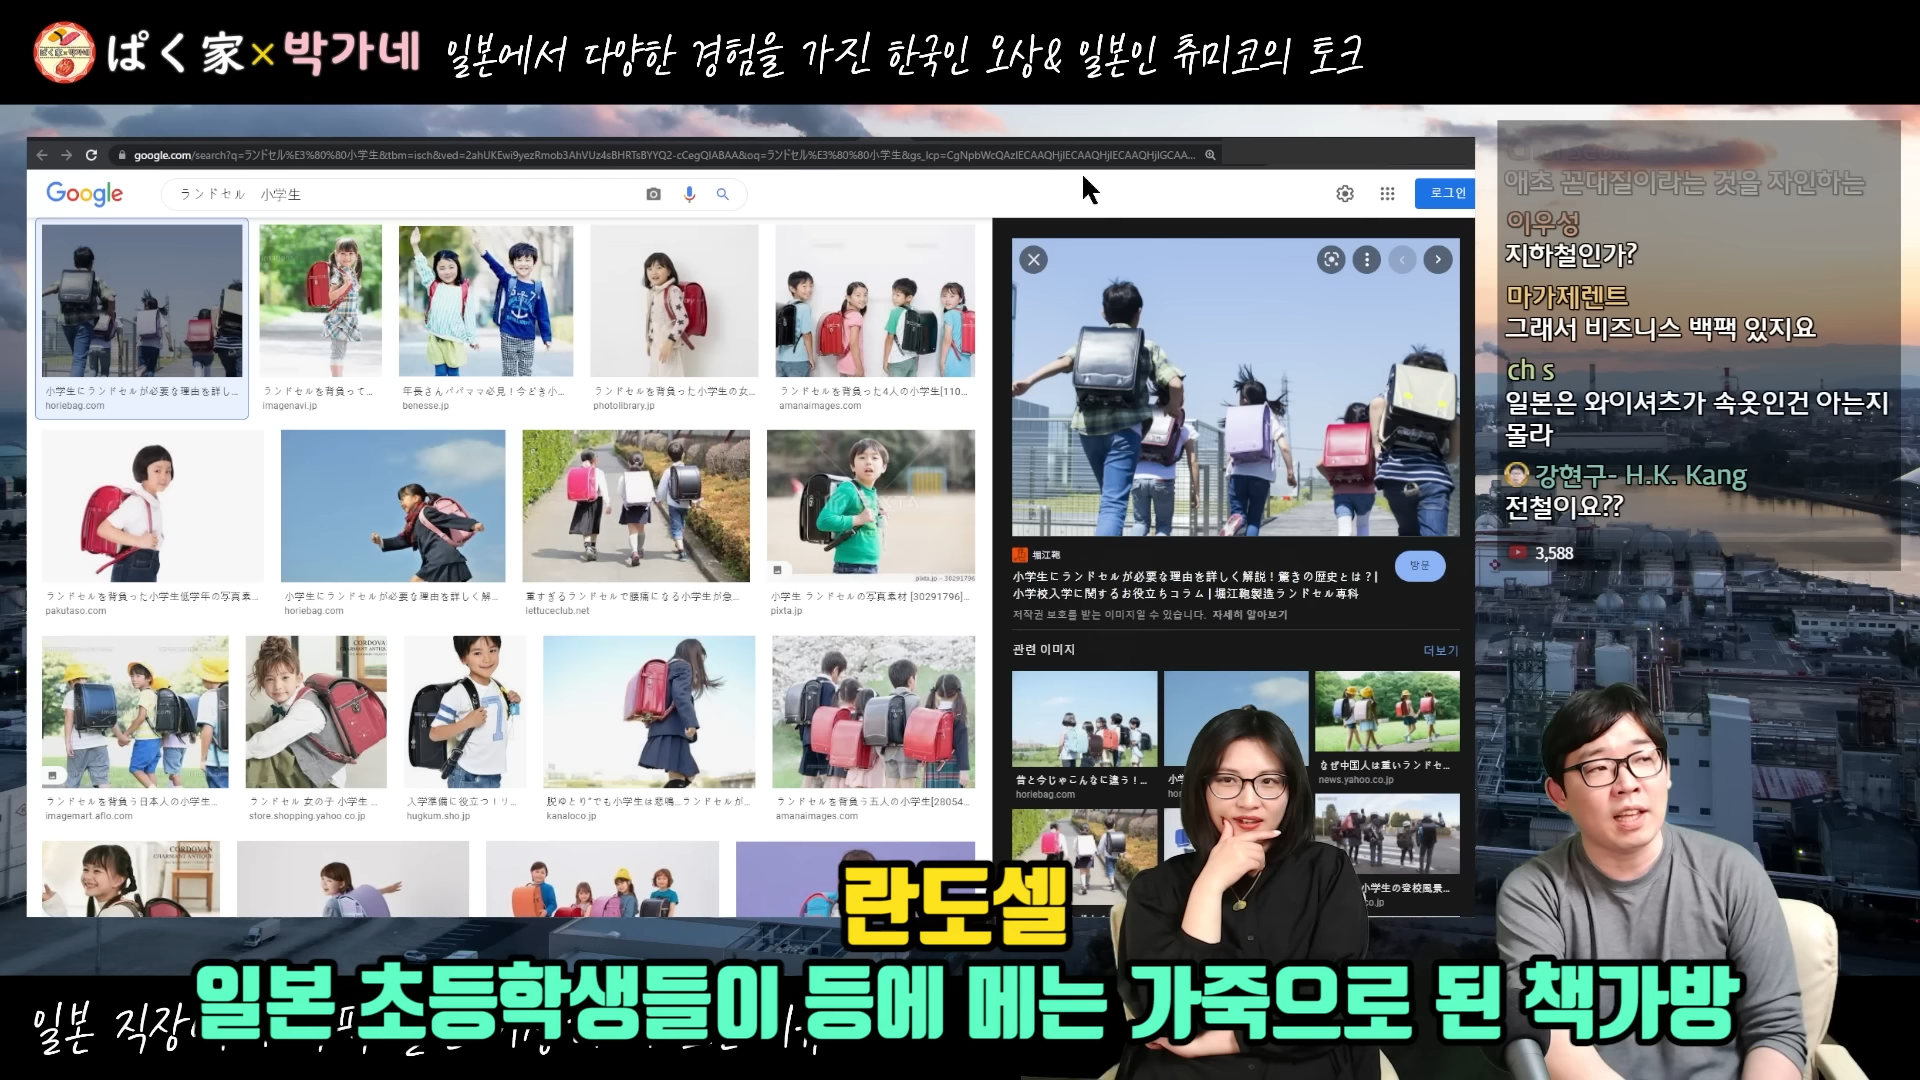 ぱく家×박가네 일본에서 다양한 경험을 가진 한국인 오상& 일본인 츄미코의 토크
Google
ランドセル 小学生
로그인
小学生にランドセルが必要な理由を詳し...
horiebag.com
ランドセルを背負って...
imagenavi.jp
年長さんパパママ必見！今どき小...
benesse.jp
ランドセルを背負った小学生の女...
photolibrary.jp
ランドセルを背負った4人の小学生[110...
amanaimages.com
ランドセルを背負った小学生低学年の写真素...
pakutaso.com
小学生にランドセルが必要な理由を詳しく解...
horiebag.com
重すぎるランドセルで腰痛になる小学生が急...
lettuceclub.net
小学生 ランドセルの写真素材 [30291796]...
pixta.jp
pixta.jp - 30291796
ランドセルを背負う日本人の小学生...
imagemart.aflo.com
CORDOVAN
CHARMANT ANTIQUE
ランドセル 女の子 小学生 ...
store.shopping.yahoo.co.jp
入学準備に役立つ！リ...
hugkum.sho.jp
脱ゆとり"でも小学生は悲鳴...ランドセルが...
kanaloco.jp
ランドセルを背負う五人の小学生[28054...
amanaimages.com
CORDOVAN
CHARMANT ANTIQUE
堀江鞄
방문
小学生にランドセルが必要な理由を詳しく解説！驚きの歴史とは？|
小学校入学に関するお役立ちコラム | 堀江鞄製造ランドセル専科
저작권 보호를 받는 이미지일 수 있습니다. 자세히 알아보기
관련 이미지
더보기
昔と今じゃこんなに違う！...
horiebag.com
なぜ中国人は重いランドセ...
news.yahoo.co.jp
小学生の登校風景...
애초 꼰대질이라는 것을 자인하는
이우성
지하철인가?
마가제렌트
그래서 비즈니스 백팩 있지요
ch s
일본은 와이셔츠가 속옷인건 아는지
몰라
강현구- H.K. Kang
전철이요??
3,588
란도셀
일본 초등학생들이 등에 메는 가죽으로 된 책가방
일본 직장